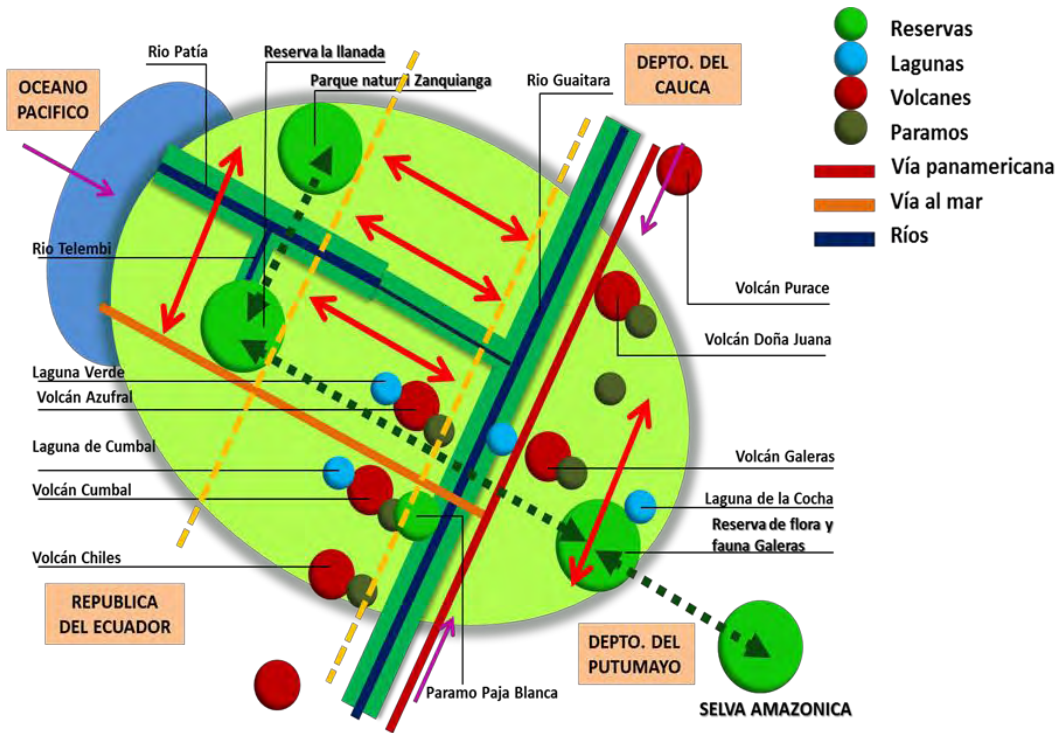 Rio Patía
Reserva la llanada
Parque natural Zanquianga
OCEANO
PACIFICO
Rio Guaitara
DEPTO. DEL
CAUCA
Reservas
Lagunas
Volcanes
Paramos
Vía panamericana
Vía al mar
Ríos
Rio Telembi
Volcán Purace
Volcán Doña Juana
Laguna Verde
Volcán Azufral
Laguna de Cumbal
Volcán Galeras
Volcán Cumbal
Laguna de la Cocha
Reserva de flora y
fauna Galeras
Volcán Chiles
REPUBLICA
DEL ECUADOR
DEPTO. DEL
PUTUMAYO
Paramo Paja Blanca
SELVA AMAZONICA